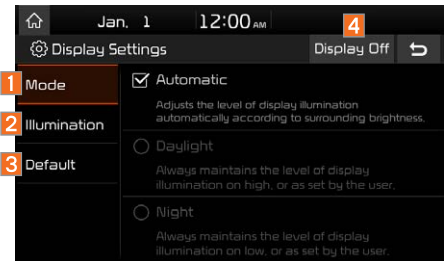 Jan. 1 12:00 AM
4
Display Settings Display Off
1 Mode
Automatic
Adjusts the level of display illumination
automatically according to surrounding brightness.
2 Illumination
Daylight
3 Default
Always maintains the level of display
illumination on high, or as set by the user.
Night
Always maintains the level of display
illumination on low, or as set by the user.